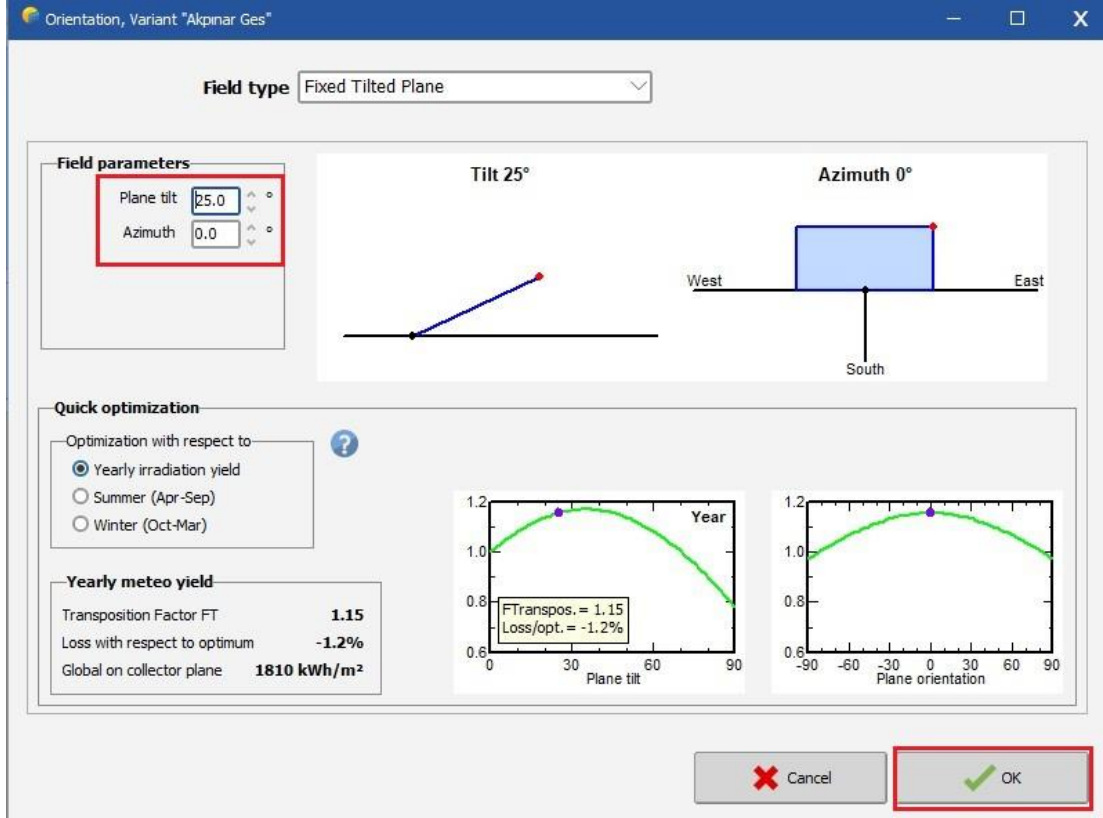 Orientation, Variant "Akpınar Ges"
Field type Fixed Tilted Plane
Field parameters
Plane tilt 25.0 °
Azimuth 0.0 °
Tilt 25°
Azimuth 0°
West East
South
Quick optimization
Optimization with respect to
Yearly irradiation yield
Summer (Apr-Sep)
Winter (Oct-Mar)
Yearly meteo yield
Transposition Factor FT 1.15
Loss with respect to optimum -1.2%
Global on collector plane 1810 kWh/m²
Year
1.2
1.0
0.8
0.6
FTranspos. = 1.15
Loss/opt. = -1.2%
0 30 60 90
Plane tilt
1.2
1.0
0.8
0.6
-90 -60 -30 0 30 60 90
Plane orientation
Cancel
OK